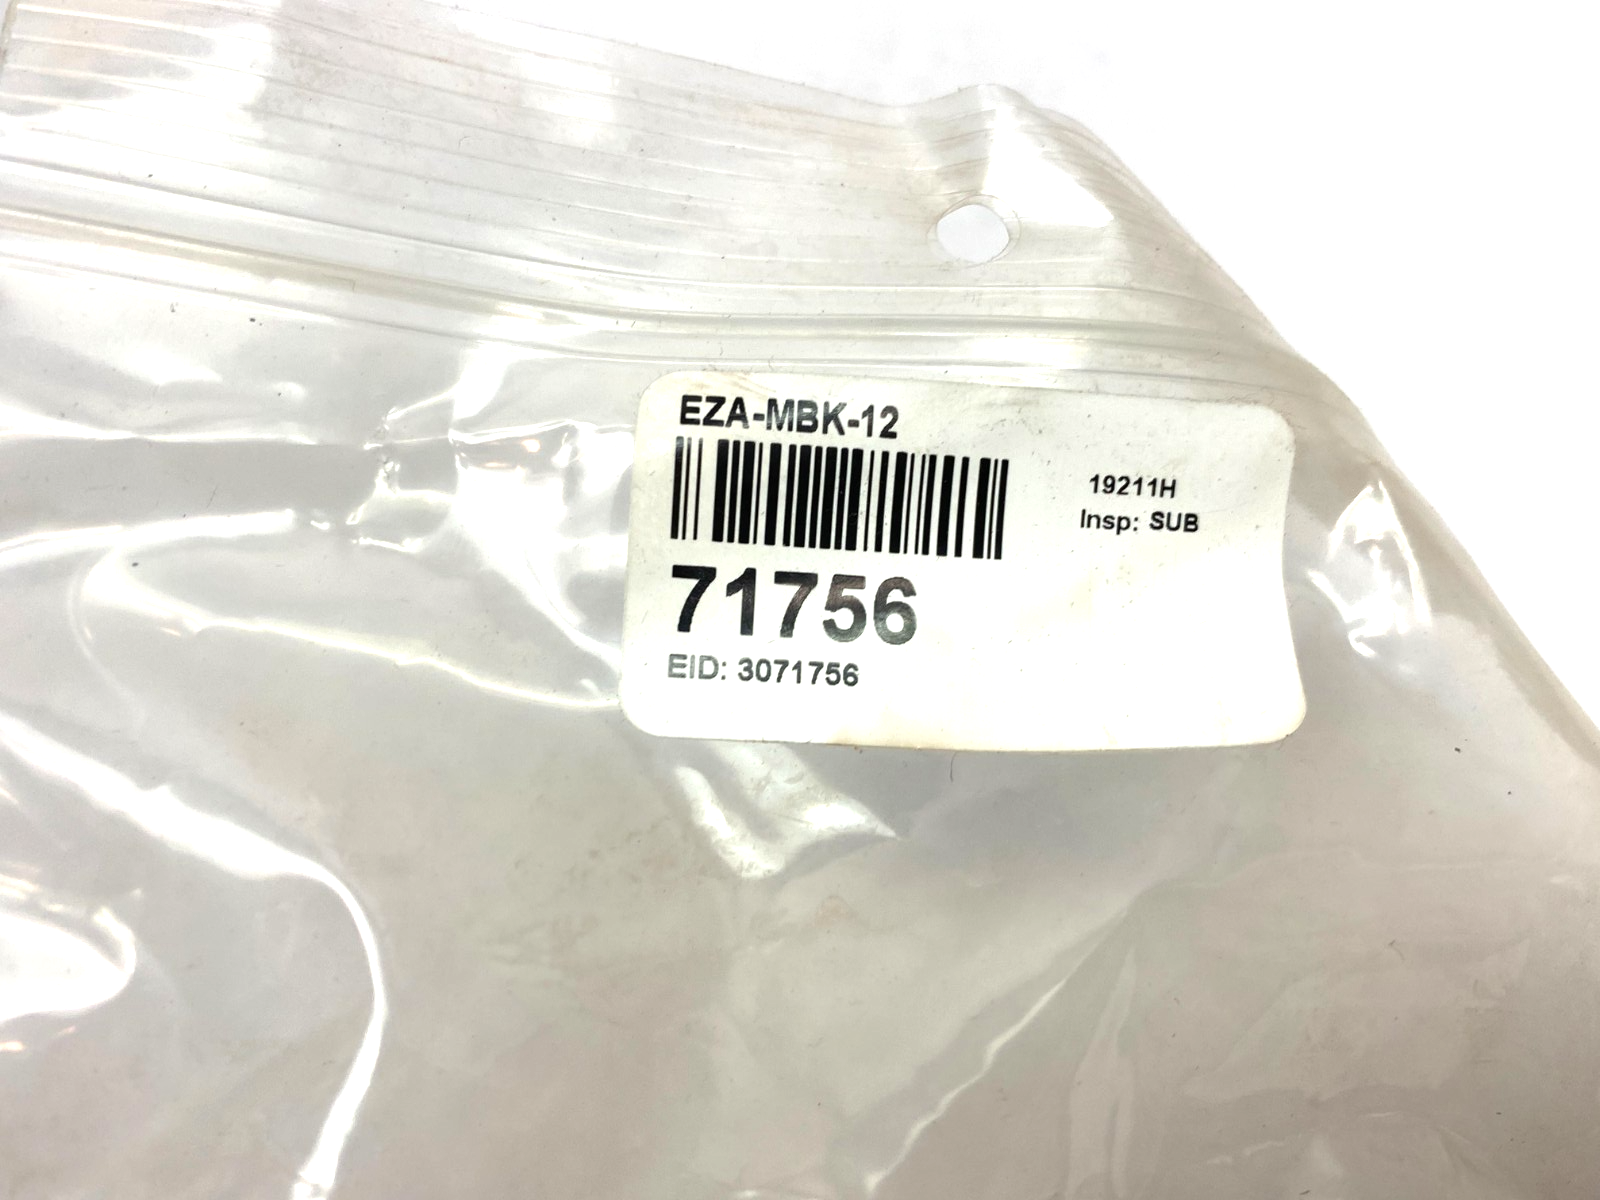 EZA-MBK-12
19211H
Insp: SUB
71756
EID: 3071756